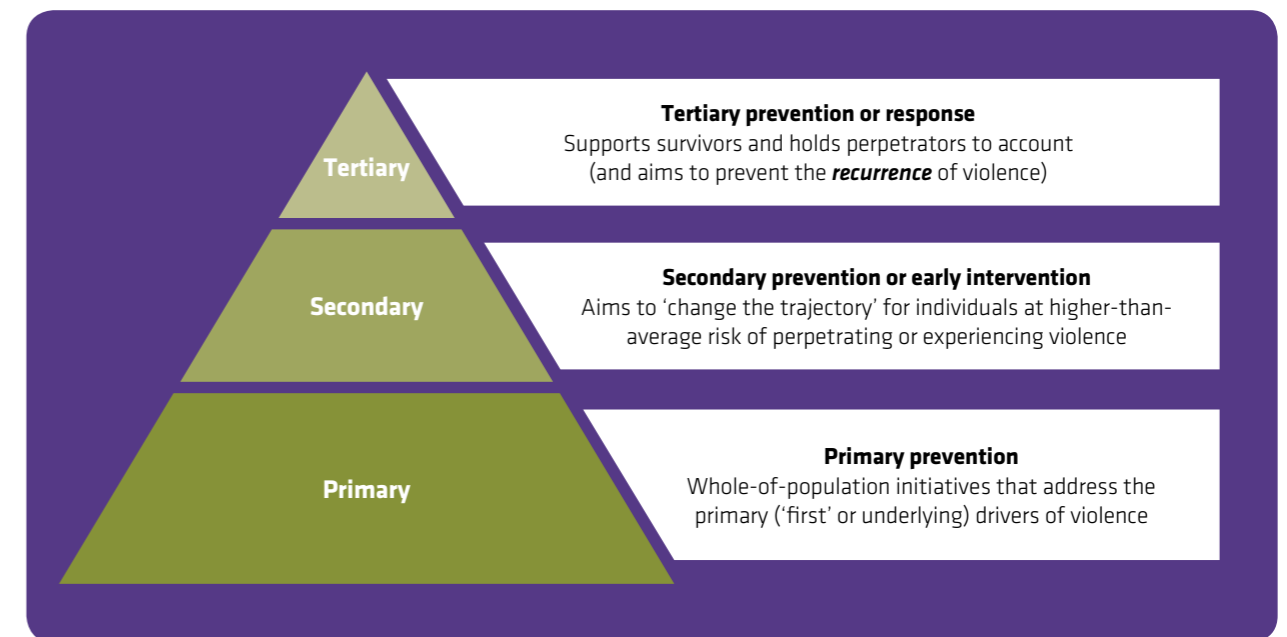 Tertiary
Tertiary prevention or response
Supports survivors and holds perpetrators to account
(and aims to prevent the recurrence of violence)
Secondary
Secondary prevention or early intervention
Aims to ‘change the trajectory’ for individuals at higher-than-
average risk of perpetrating or experiencing violence
Primary
Primary prevention
Whole-of-population initiatives that address the
primary (‘first’ or underlying) drivers of violence